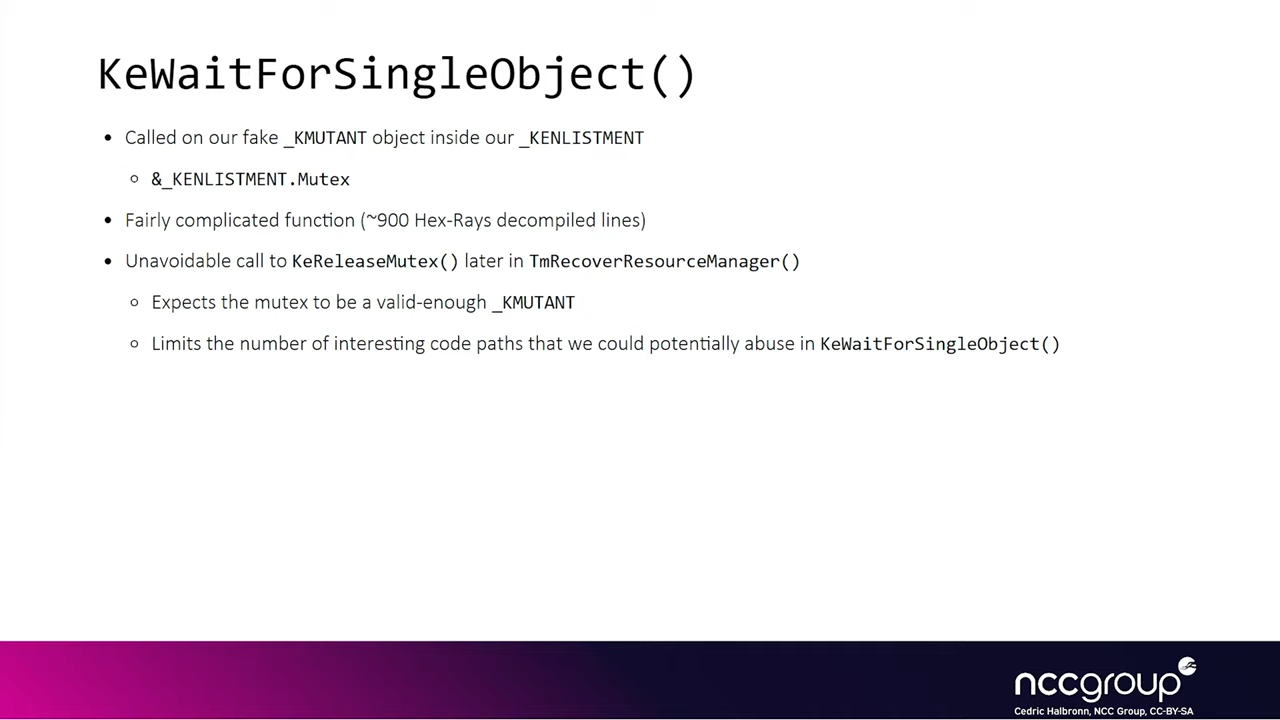 KeWaitForSingleObject()
• Called on our fake _KMUTANT object inside our _KENLISTMENT
○ &_KENLISTMENT.Mutex
• Fairly complicated function (~900 Hex-Rays decompiled lines)
• Unavoidable call to KeReleaseMutex() later in TmRecoverResourceManager()
○ Expects the mutex to be a valid-enough _KMUTANT
○ Limits the number of interesting code paths that we could potentially abuse in KeWaitForSingleObject()
nccgroup
Cedric Halbronn, NCC Group, CC-BY-SA